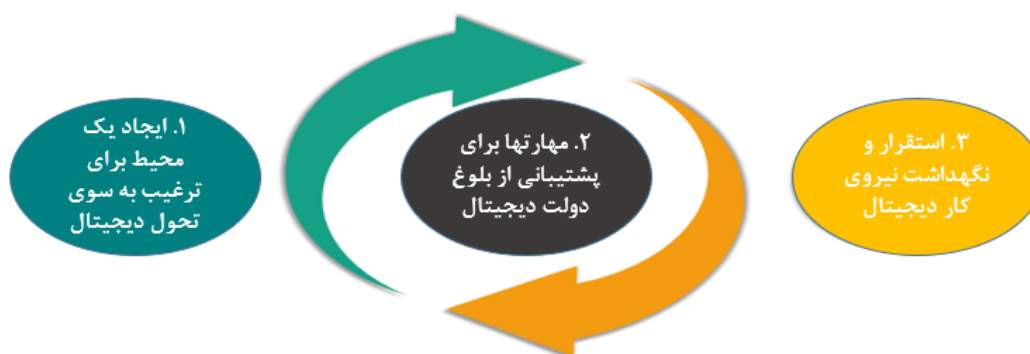 ۱. ایجاد یک
محیط برای
ترغیب به سوی
تحول دیجیتال
۲. مهارتها برای
پشتیبانی از بلوغ
دولت دیجیتال
۳. استقرار و
نگهداشت نیروی
کار دیجیتال